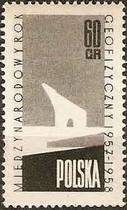 MIĘDZYNARODOWY ROK
GEOFIZYCZNY 1957-1958
60
GR
POLSKA